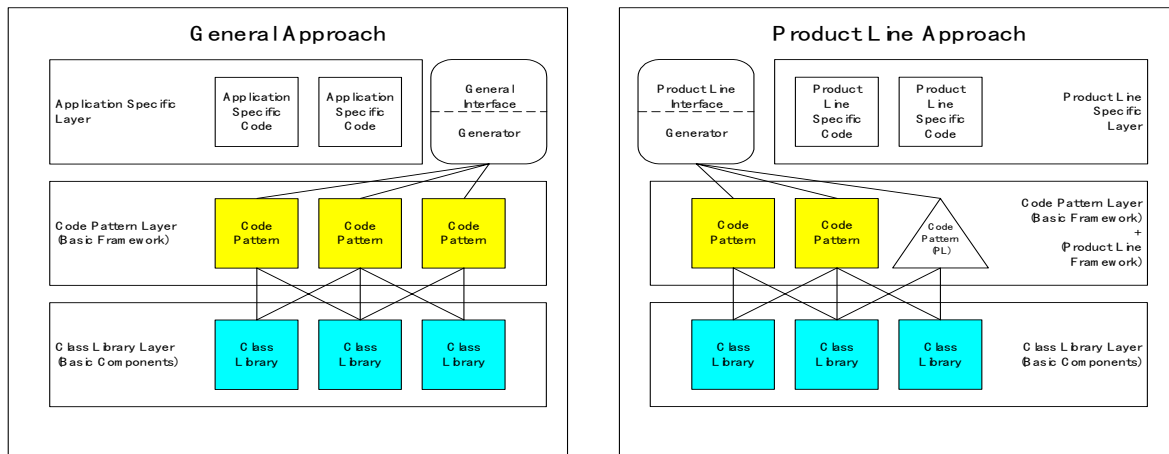 General Approach
Application Specific
Layer
Application
Specific
Code
Application
Specific
Code
General
Interface
Generator
Code Pattern Layer
(Basic Framework)
Code
Pattern
Code
Pattern
Code
Pattern
Class Library Layer
(Basic Components)
Class
Library
Class
Library
Class
Library
Product Line Approach
Product Line
Interface
Generator
Product
Line
Specific
Code
Product
Line
Specific
Code
Product Line
Specific
Layer
Code
Pattern
Code
Pattern
Code
Pattern
(PL)
Code Pattern Layer
(Basic Framework)
+
(Product Line
Framework)
Class
Library
Class
Library
Class
Library
Class Library Layer
(Basic Components)